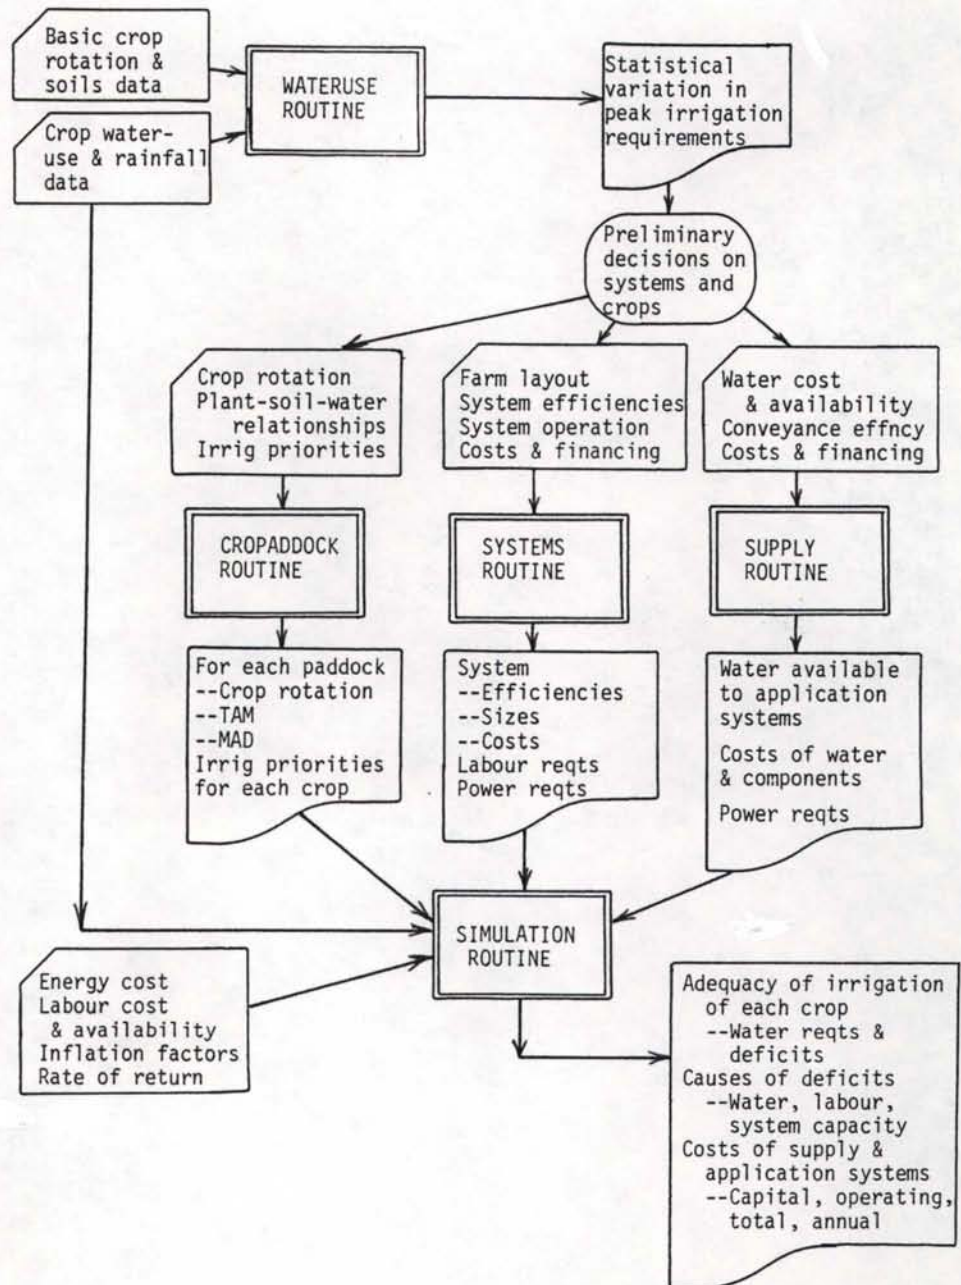 Basic crop
rotation &
soils data
WATERUSE
ROUTINE
Statistical
variation in
peak irrigation
requirements
Crop water-
use & rainfall
data
Preliminary
decisions on
systems and
crops
Crop rotation
Plant-soil-water
relationships
Irrig priorities
Farm layout
System efficiencies
System operation
Costs & financing
Water cost
& availability
Conveyance effncy
Costs & financing
CROPADDOCK
ROUTINE
SYSTEMS
ROUTINE
SUPPLY
ROUTINE
For each paddock
--Crop rotation
--TAM
--MAD
Irrig priorities
for each crop
System
--Efficiencies
--Sizes
--Costs
Labour reqts
Power reqts
Water available
to application
systems
Costs of water
& components
Power reqts
SIMULATION
ROUTINE
Energy cost
Labour cost
& availability
Inflation factors
Rate of return
Adequacy of irrigation
of each crop
--Water reqts &
deficits
Causes of deficits
--Water, labour,
system capacity
Costs of supply &
application systems
--Capital, operating,
total, annual